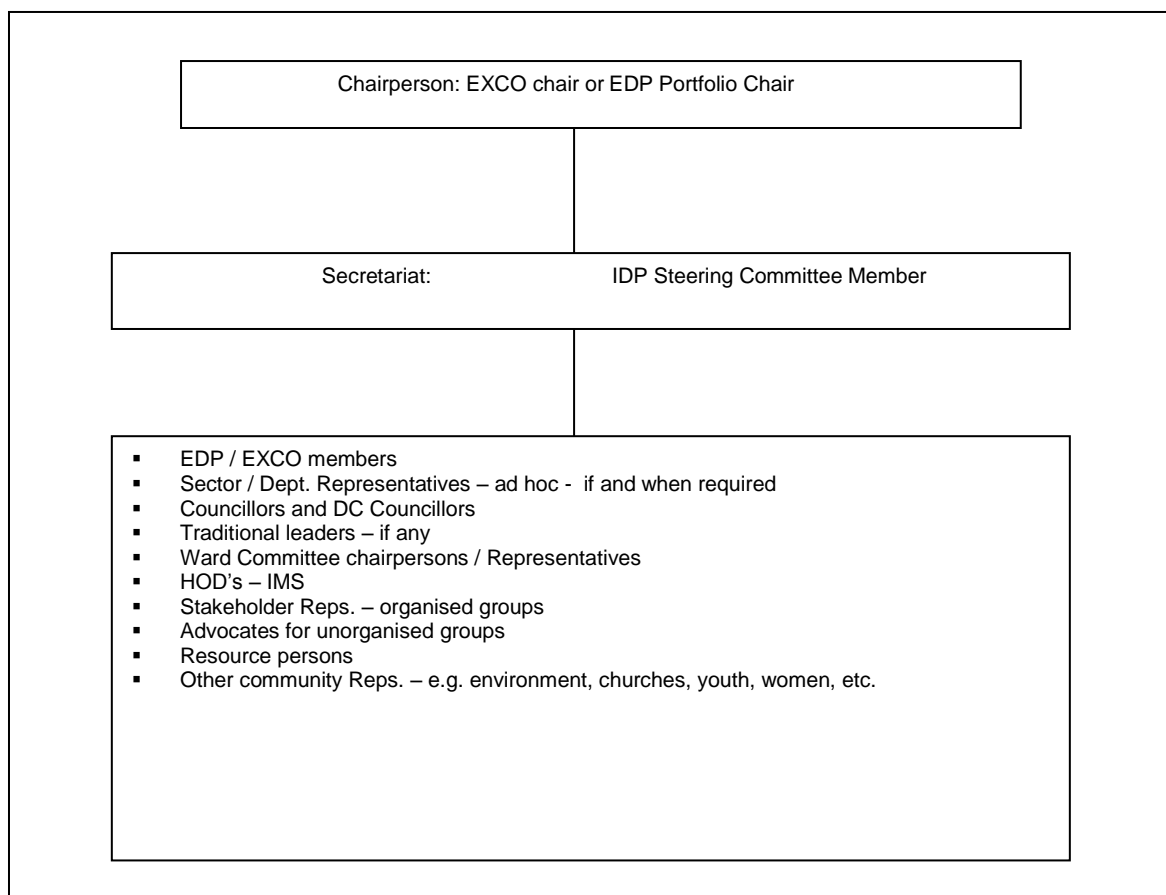 Chairperson: EXCO chair or EDP Portfolio Chair
Secretariat: IDP Steering Committee Member
▪ EDP / EXCO members
▪ Sector / Dept. Representatives – ad hoc - if and when required
▪ Councillors and DC Councillors
▪ Traditional leaders – if any
▪ Ward Committee chairpersons / Representatives
▪ HOD's – IMS
▪ Stakeholder Reps. – organised groups
▪ Advocates for unorganised groups
▪ Resource persons
▪ Other community Reps. – e.g. environment, churches, youth, women, etc.